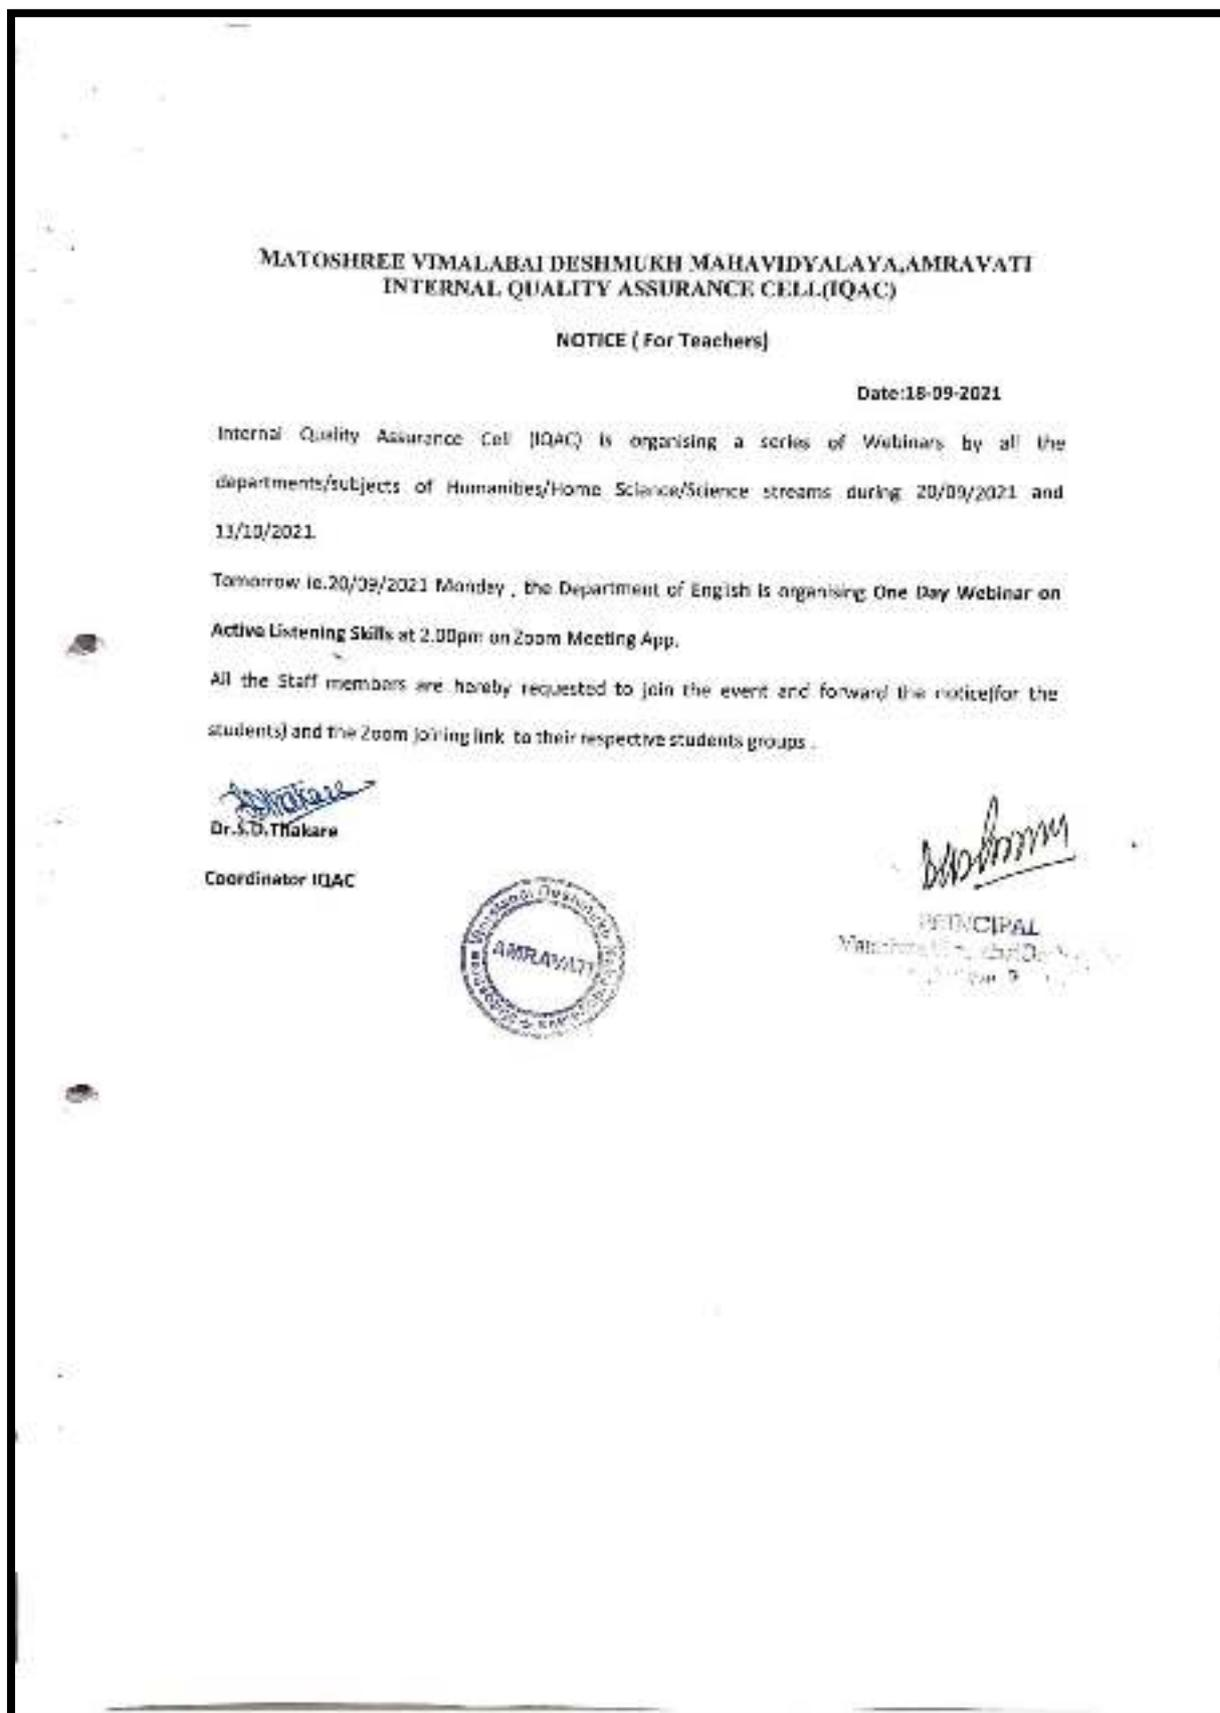 MATOSHREE VIMALABAI DESHMUKH MAHAVIDYALAYA,AMRAVATI
INTERNAL QUALITY ASSURANCE CELL(IQAC)
NOTICE ( For Teachers)
Date:18-09-2021
Internal Quality Assurance Cell (IQAC) is organising a series of Webinars by all the
departments/subjects of Humanities/Home Science/Science streams during 20/09/2021 and
13/10/2021.
Tomorrow ie.20/09/2021 Monday , the Department of English is organising One Day Webinar on
Active Listening Skills at 2.00pm on Zoom Meeting App.
All the Staff members are hereby requested to join the event and forward the notice(for the
students) and the Zoom joining link to their respective students groups .
Thakare
Dr.S.D.Thakare
Coordinator IQAC
AMRAVATI
PRINCIPAL